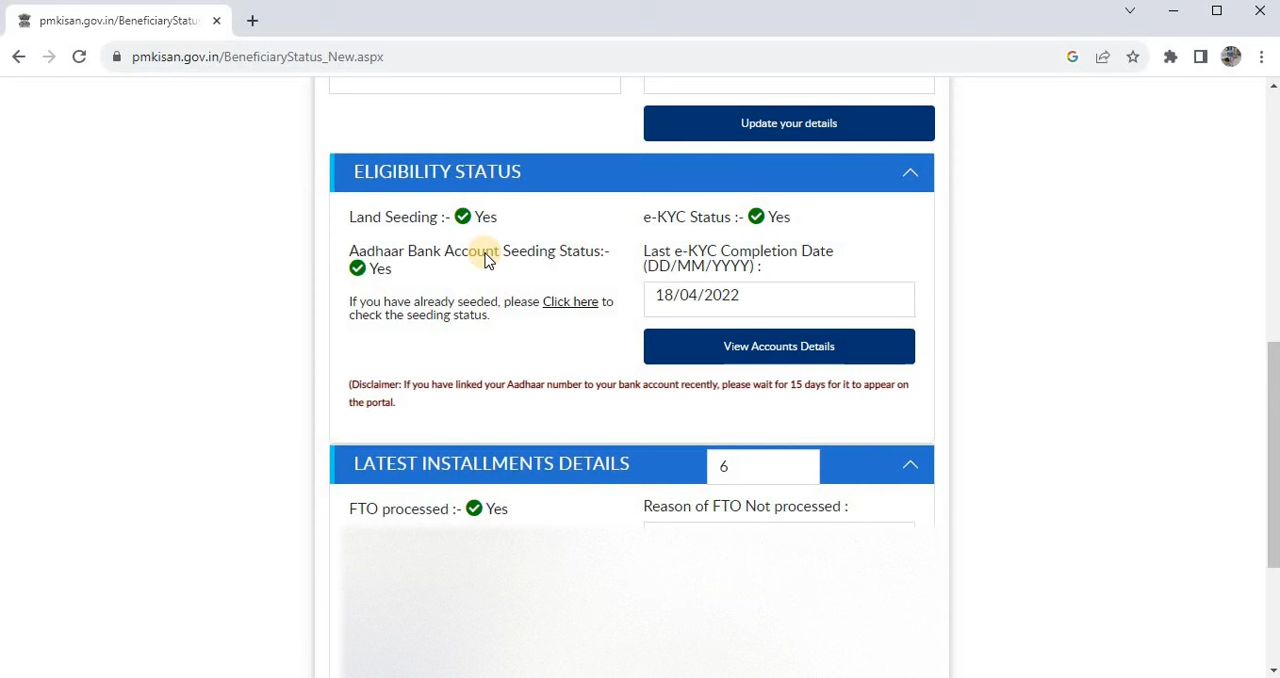 pmkisan.gov.in/BeneficiaryStatu
pmkisan.gov.in/BeneficiaryStatus_New.aspx
Update your details
ELIGIBILITY STATUS
Land Seeding :- Yes
e-KYC Status :- Yes
Aadhaar Bank Account Seeding Status:-
Yes
Last e-KYC Completion Date
(DD/MM/YYYY) :
18/04/2022
If you have already seeded, please Click here to
check the seeding status.
View Accounts Details
(Disclaimer: If you have linked your Aadhaar number to your bank account recently, please wait for 15 days for it to appear on
the portal.
LATEST INSTALLMENTS DETAILS
6
FTO processed :- Yes
Reason of FTO Not processed :